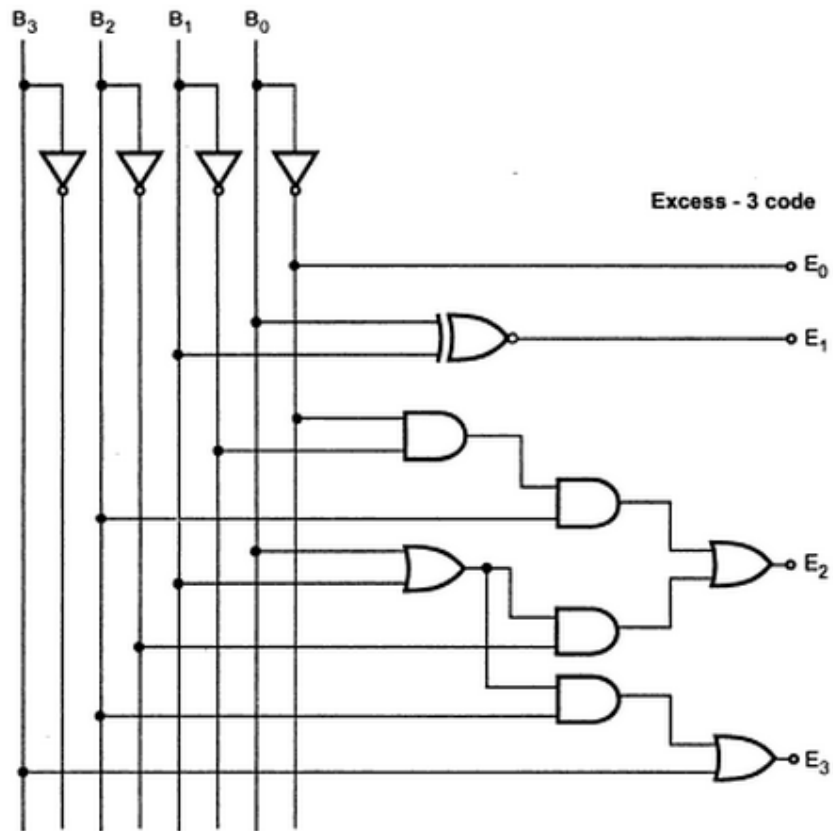 B₃ B₂ B₁ B₀
Excess - 3 code
E₀
E₁
E₂
E₃